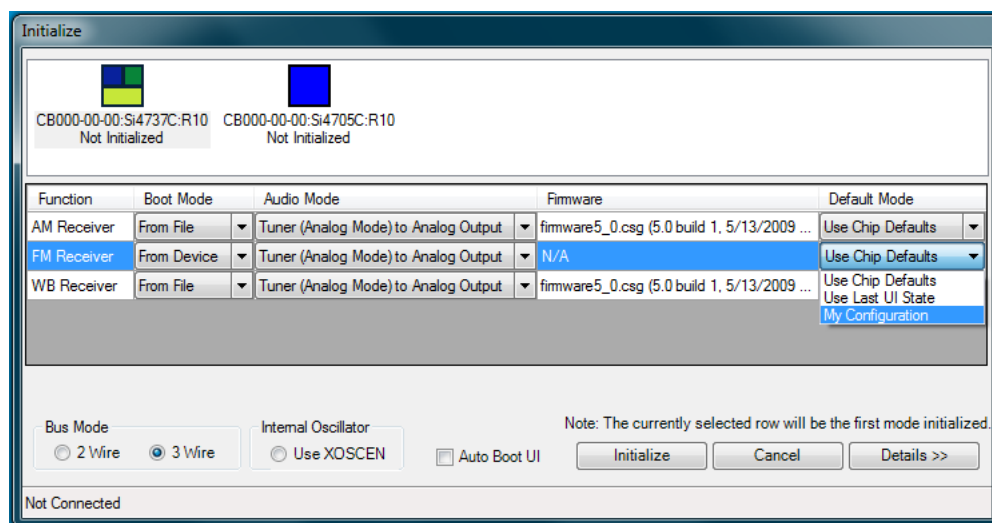 Initialize
CB000-00-00:Si4737C:R10 CB000-00-00:Si4705C:R10
Not Initialized Not Initialized
Function Boot Mode Audio Mode Firmware Default Mode
AM Receiver From File Tuner (Analog Mode) to Analog Output firmware5_0.csg (5.0 build 1, 5/13/2009 ... Use Chip Defaults
FM Receiver From Device Tuner (Analog Mode) to Analog Output N/A Use Chip Defaults
WB Receiver From File Tuner (Analog Mode) to Analog Output firmware5_0.csg (5.0 build 1, 5/13/2009 ... Use Chip Defaults
Use Last UI State
My Configuration
Note: The currently selected row will be the first mode initialized.
Bus Mode Internal Oscillator
2 Wire 3 Wire Use XOSCEN Auto Boot UI Initialize Cancel Details >>
Not Connected